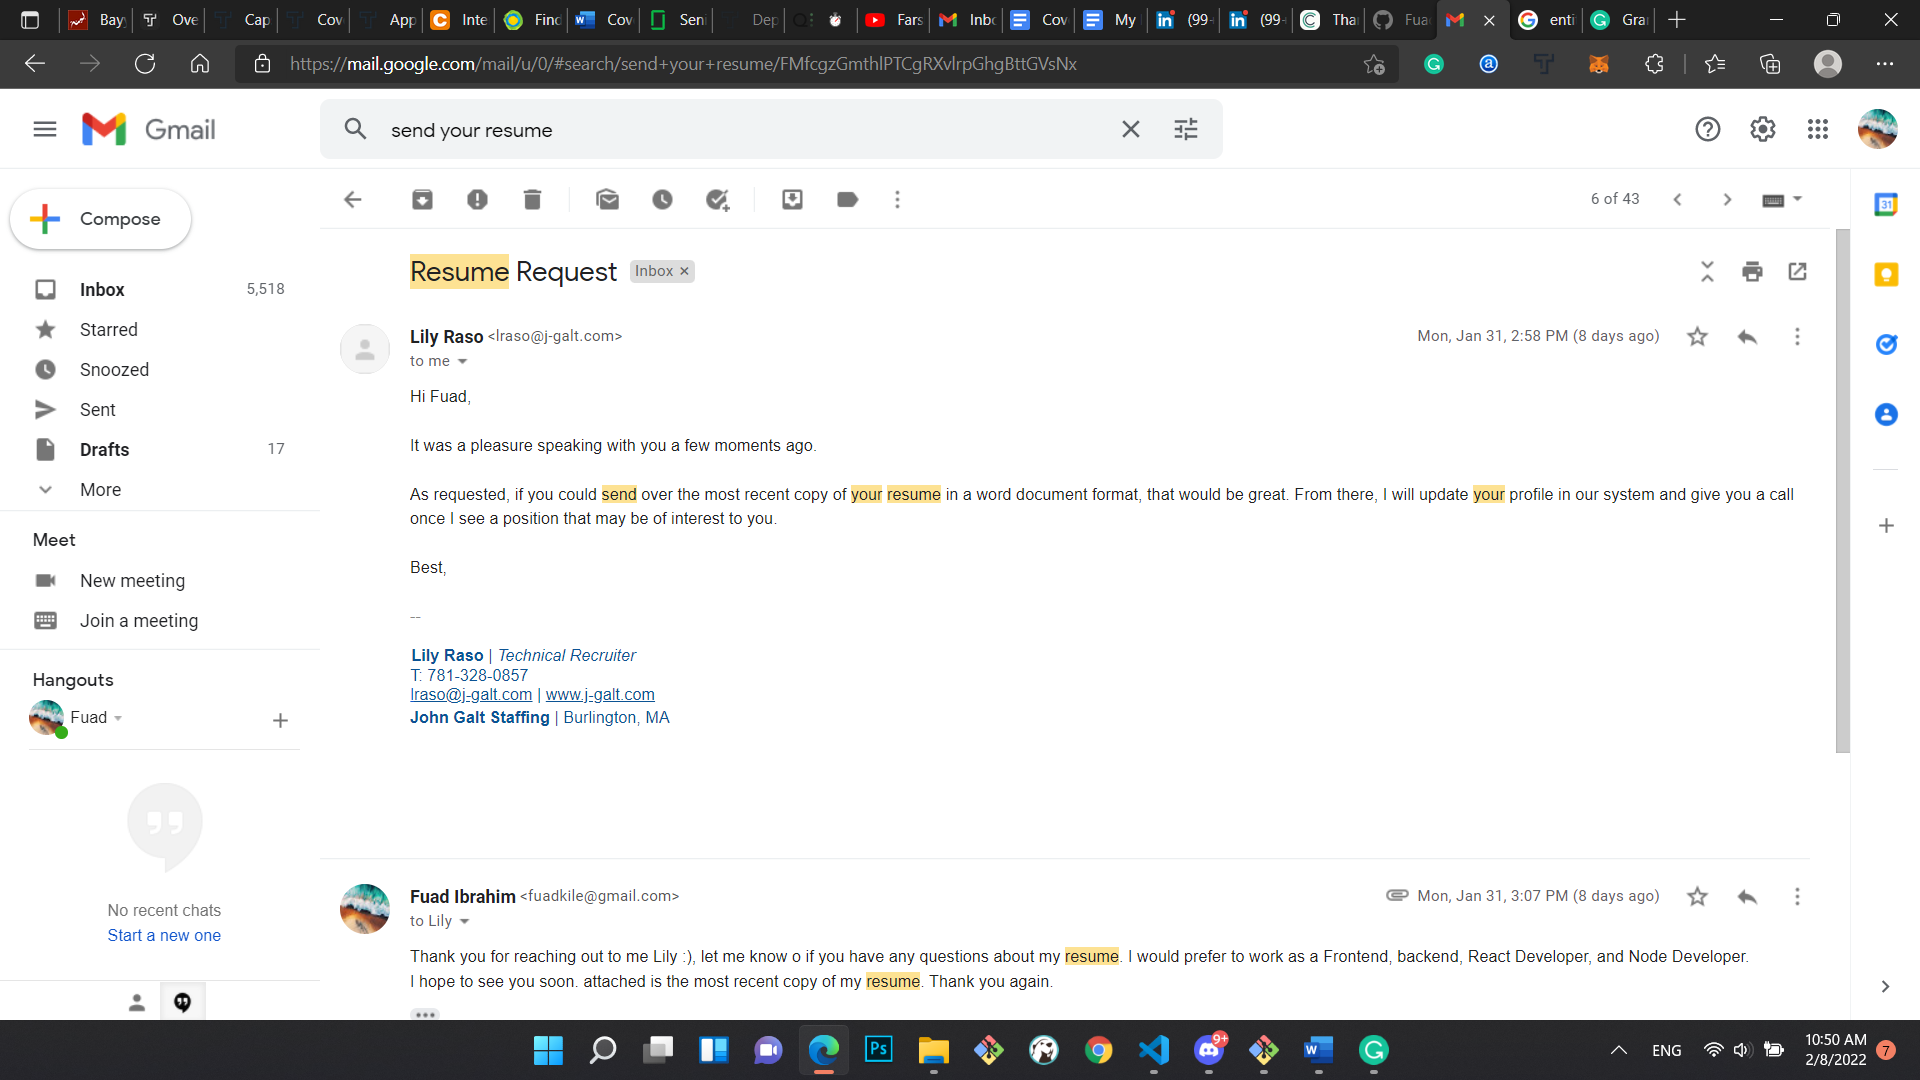 Bay
Ove
Cap
Cov
App
Inte
Find
Cov
Seni
Dep
Fars
Inbo
Cov
My
(99+
(99+
Tha
Fua
enti
Gra
https://mail.google.com/mail/u/0/#search/send+your+resume/FMfcgzGmthlPTCgRXvlrpGhgBttGVsNx
Gmail
send your resume
Compose
6 of 43
Inbox 5,518
Starred
Snoozed
Sent
Drafts 17
More
Meet
New meeting
Join a meeting
Hangouts
Fuad
No recent chats
Start a new one
Resume Request Inbox ×
Lily Raso <lraso@j-galt.com> Mon, Jan 31, 2:58 PM (8 days ago)
to me
Hi Fuad,
It was a pleasure speaking with you a few moments ago.
As requested, if you could send over the most recent copy of your resume in a word document format, that would be great. From there, I will update your profile in our system and give you a call
once I see a position that may be of interest to you.
Best,
--
Lily Raso | Technical Recruiter
T: 781-328-0857
lraso@j-galt.com | www.j-galt.com
John Galt Staffing | Burlington, MA
Fuad Ibrahim <fuadkile@gmail.com> Mon, Jan 31, 3:07 PM (8 days ago)
to Lily
Thank you for reaching out to me Lily :), let me know o if you have any questions about my resume. I would prefer to work as a Frontend, backend, React Developer, and Node Developer.
I hope to see you soon. attached is the most recent copy of my resume. Thank you again.
31
Ps
9+
ENG
10:50 AM
2/8/2022
7